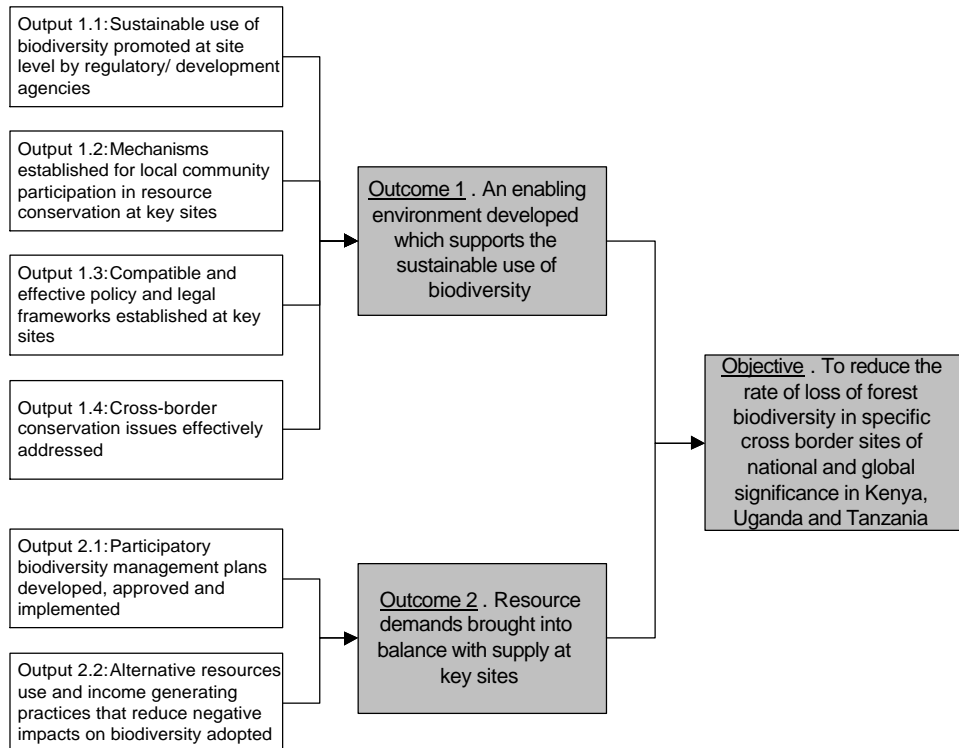 Output 1.1:Sustainable use of
biodiversity promoted at site
level by regulatory/ development
agencies
Output 1.2: Mechanisms
established for local community
participation in resource
conservation at key sites
Output 1.3:Compatible and
effective policy and legal
frameworks established at key
sites
Output 1.4:Cross-border
conservation issues effectively
addressed
Output 2.1:Participatory
biodiversity management plans
developed, approved and
implemented
Output 2.2:Alternative resources
use and income generating
practices that reduce negative
impacts on biodiversity adopted
Outcome 1 . An enabling
environment developed
which supports the
sustainable use of
biodiversity
Outcome 2 . Resource
demands brought into
balance with supply at
key sites
Objective . To reduce the
rate of loss of forest
biodiversity in specific
cross border sites of
national and global
significance in Kenya,
Uganda and Tanzania